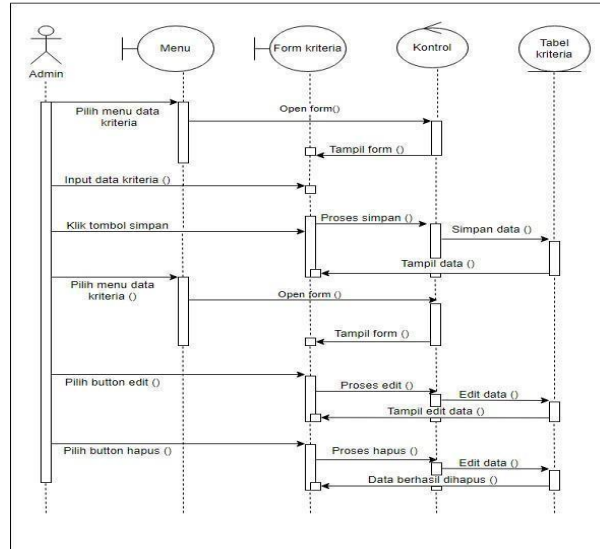 Menu
Form kriteria
Kontrol
Tabel
kriteria
Admin
Pilih menu data
kriteria
Open form()
Tampil form ()
Input data kriteria ()
Klik tombol simpan
Proses simpan ()
Simpan data ()
Tampil data ()
Pilih menu data
kriteria ()
Open form ()
Tampil form ()
Pilih button edit ()
Proses edit ()
Edit data ()
Tampil edit data ()
Pilih button hapus ()
Proses hapus ()
Edit data ()
Data berhasil dihapus ()